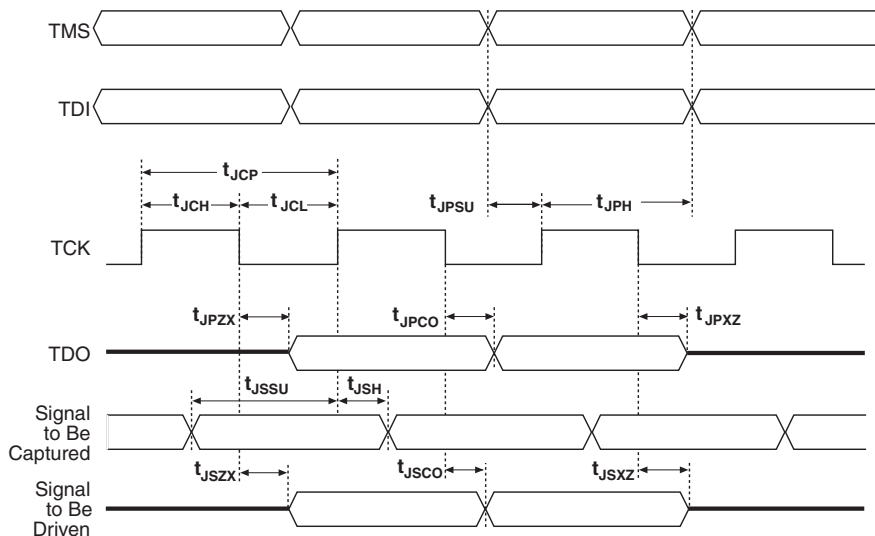 TMS
TDI
tJCP
tJCH
tJCL
tJPSU
tJPH
TCK
tJPZX
tJPCO
tJPXZ
TDO
tJSSU
tJSH
Signal
to Be
Captured
tJSZX
tJSCO
tJSXZ
Signal
to Be
Driven